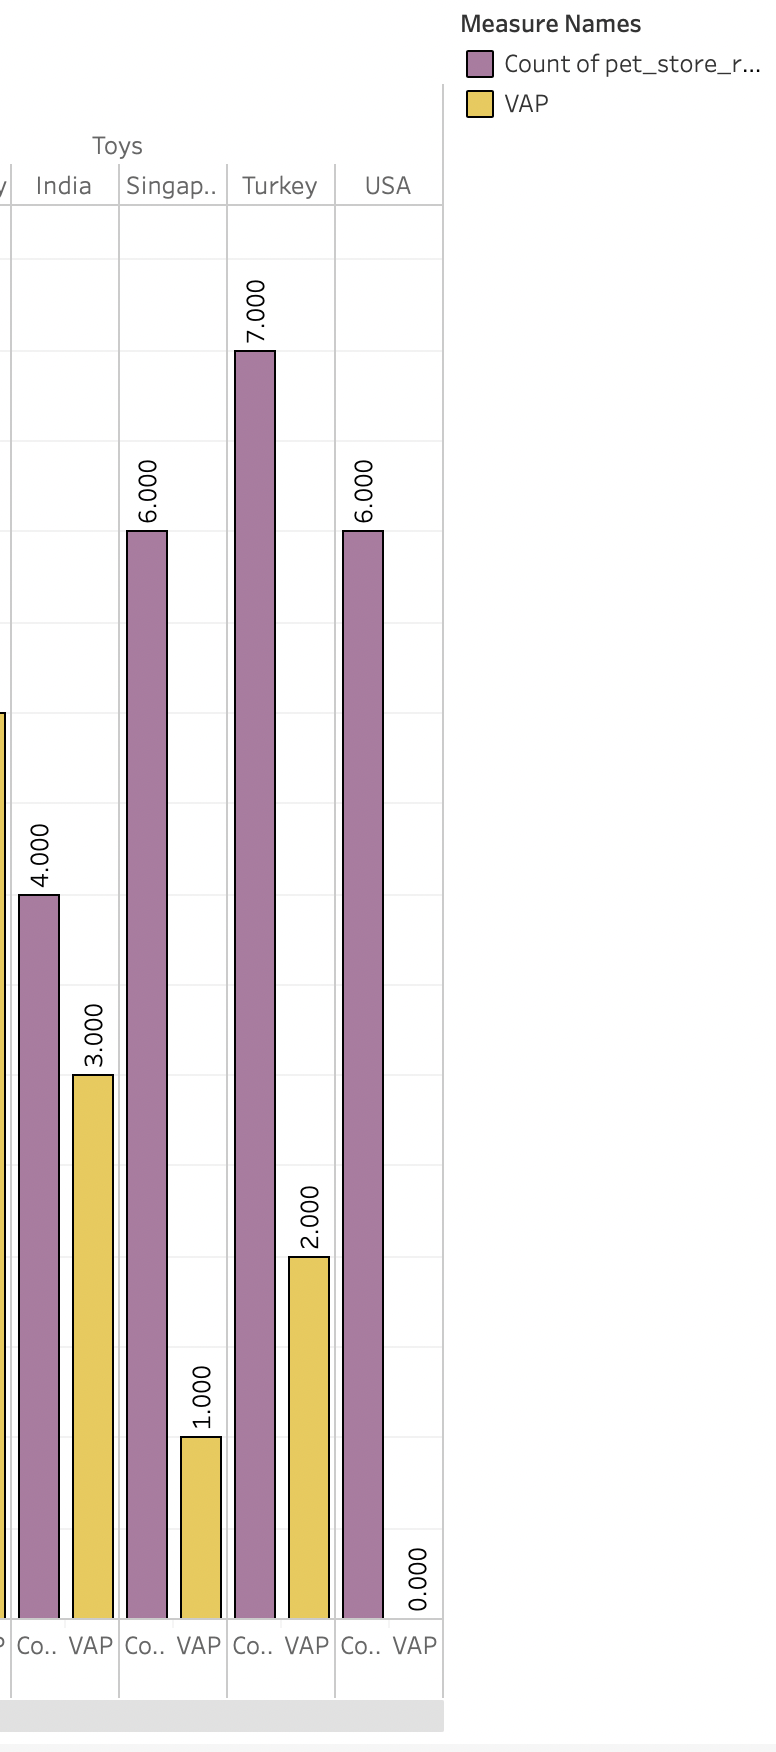 Measure Names
Count of pet_store_r...
VAP
Toys
y India Singap.. Turkey USA
7.000
6.000 6.000
4.000
3.000
2.000
1.000
0.000
P Co.. VAP Co.. VAP Co.. VAP Co.. VAP